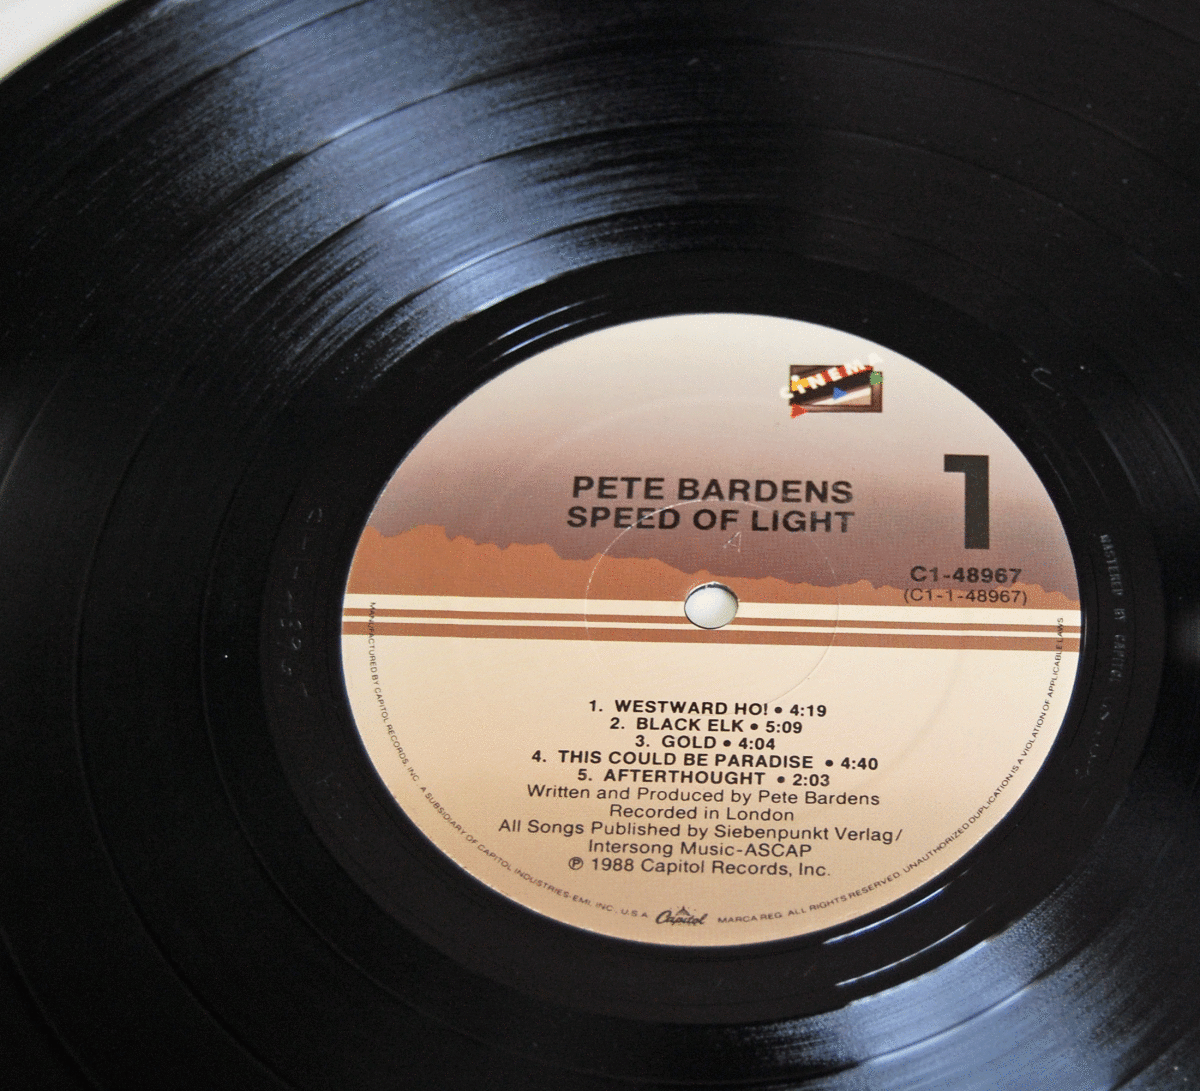 CINEMA
1
PETE BARDENS
SPEED OF LIGHT
C1-48967
(C1-1-48967)
1. WESTWARD HO! • 4:19
2. BLACK ELK • 5:09
3. GOLD • 4:04
4. THIS COULD BE PARADISE • 4:40
5. AFTERTHOUGHT • 2:03
Written and Produced by Pete Bardens
Recorded in London
All Songs Published by Siebenpunkt Verlag/
Intersong Music-ASCAP
℗ 1988 Capitol Records, Inc.
MANUFACTURED BY CAPITOL RECORDS, INC. A SUBSIDIARY OF CAPITOL INDUSTRIES-EMI, INC., U.S.A. Capitol MARCA REG. ALL RIGHTS RESERVED. UNAUTHORIZED DUPLICATION IS A VIOLATION OF APPLICABLE LAWS.
MASTERED BY CAPITOL